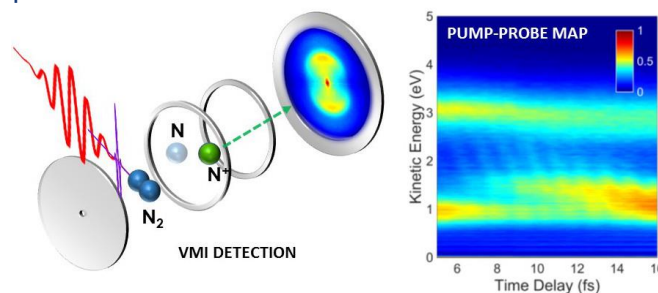 N
N+
N2
VMI DETECTION
PUMP-PROBE MAP
1
0.5
0
Kinetic Energy (eV)
5
4
3
2
1
0
6 8 10 12 14 16
Time Delay (fs)